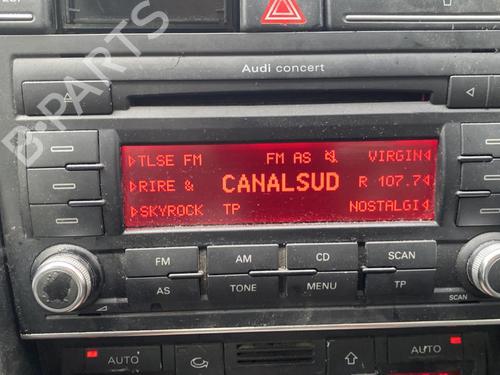 Audi concert
TLSE FM FM AS VIRGIN
RIRE & CANALSUD R 107.7
SKYROCK TP NOSTALGI
FM AM CD SCAN
AS TONE MENU TP
SCAN
AUTO AUTO
B-PARTS